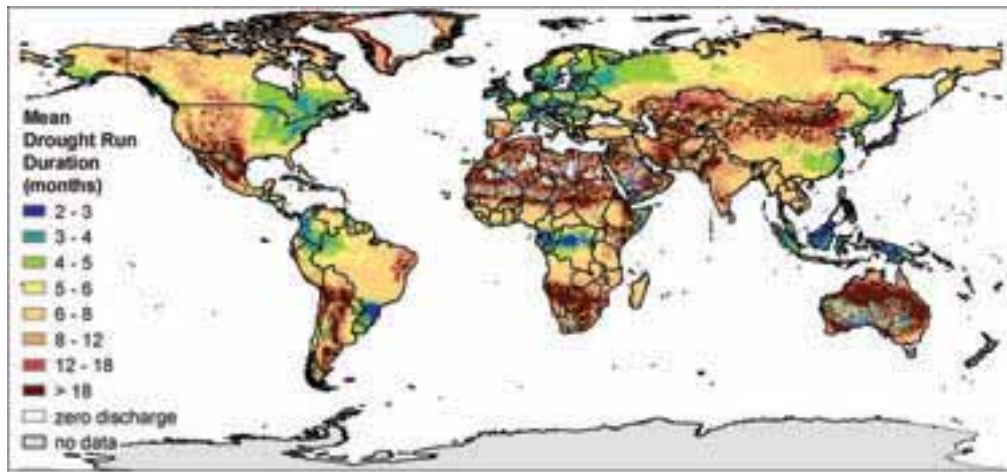 Mean
Drought Run
Duration
(months)
2 - 3
3 - 4
4 - 5
5 - 6
6 - 8
8 - 12
12 - 18
> 18
zero discharge
no data